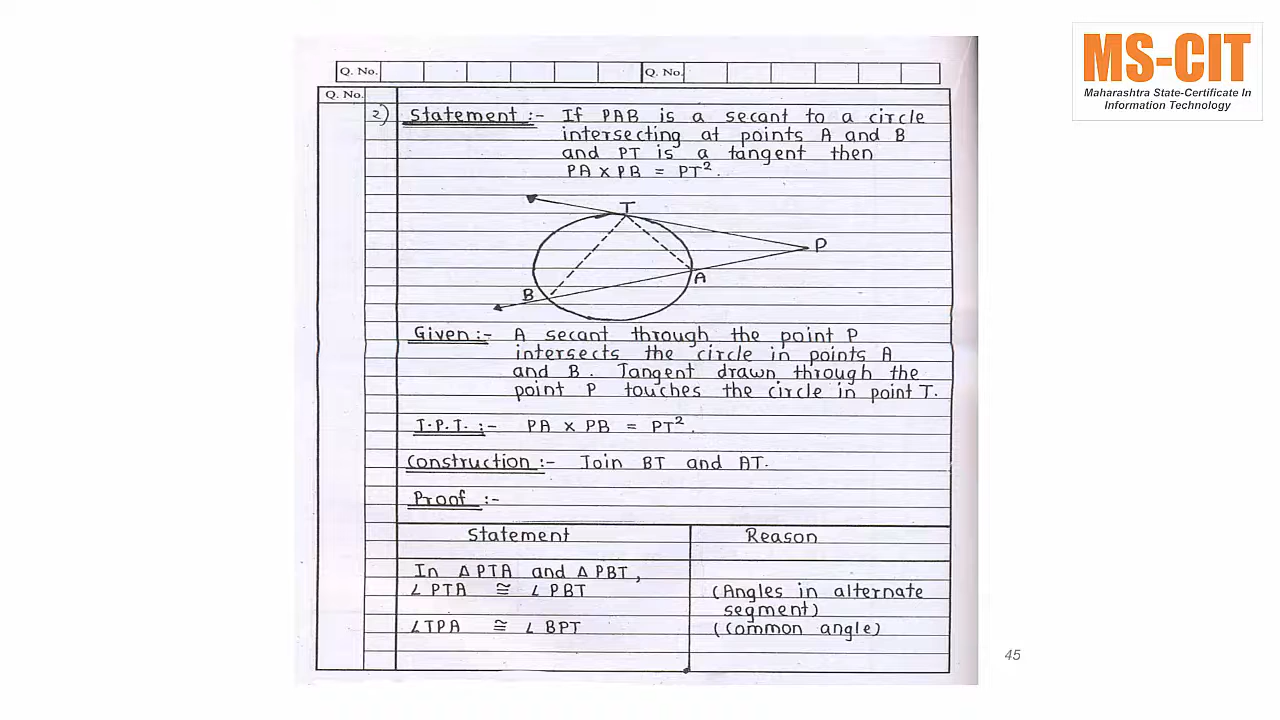 MS-CIT
Maharashtra State-Certificate In
Information Technology
Q. No.
Q. No.
Q. No.
2) Statement :- If PAB is a secant to a circle
intersecting at points A and B
and PT is a tangent then
PA x PB = PT².
T
P
A
B
Given :- A secant through the point P
intersects the circle in points A
and B. Tangent drawn through the
point P touches the circle in point T.
T.P.T. :- PA x PB = PT².
Construction :- Join BT and AT.
Proof :-
Statement Reason
In △PTA and △PBT,
∠ PTA ≅ ∠ PBT (Angles in alternate
segment)
∠TPA ≅ ∠ BPT (Common angle)
45